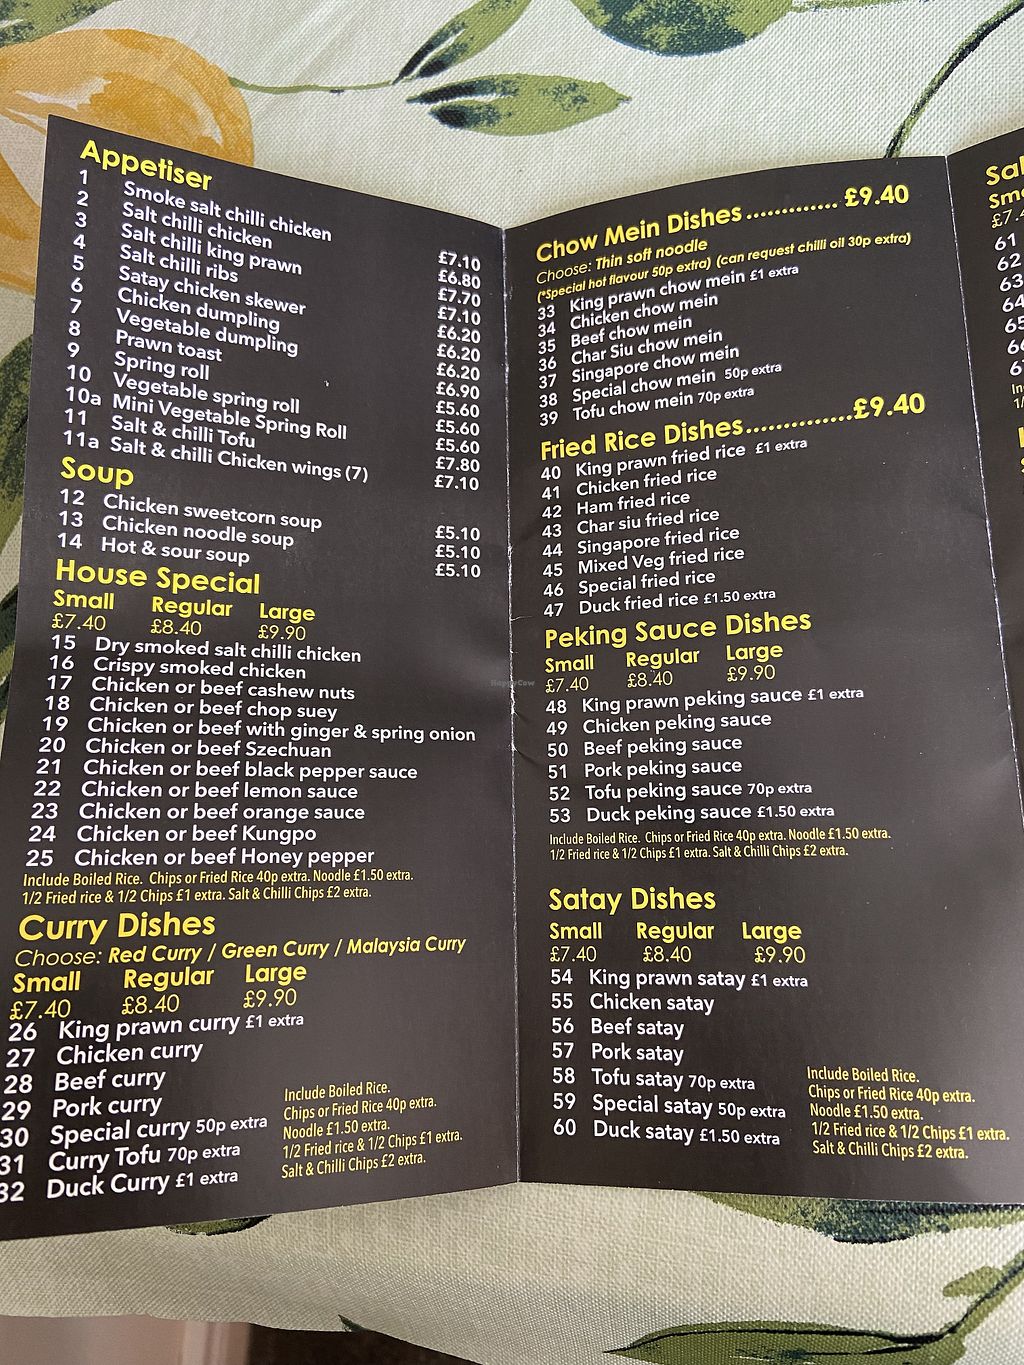 Appetiser
1 Smoke salt chilli chicken £7.10
2 Salt chilli chicken £6.80
3 Salt chilli king prawn £7.70
4 Salt chilli ribs £7.10
5 Satay chicken skewer £6.20
6 Chicken dumpling £6.20
7 Vegetable dumpling £6.20
8 Prawn toast £6.90
9 Spring roll £5.60
10 Vegetable spring roll £5.60
10a Mini Vegetable Spring Roll £5.60
11 Salt & chilli Tofu £7.80
11a Salt & chilli Chicken wings (7) £7.10
Soup
12 Chicken sweetcorn soup £5.10
13 Chicken noodle soup £5.10
14 Hot & sour soup £5.10
House Special
Small Regular Large
£7.40 £8.40 £9.90
15 Dry smoked salt chilli chicken
16 Crispy smoked chicken
17 Chicken or beef cashew nuts
18 Chicken or beef chop suey
19 Chicken or beef with ginger & spring onion
20 Chicken or beef Szechuan
21 Chicken or beef black pepper sauce
22 Chicken or beef lemon sauce
23 Chicken or beef orange sauce
24 Chicken or beef Kungpo
25 Chicken or beef Honey pepper
Include Boiled Rice. Chips or Fried Rice 40p extra. Noodle £1.50 extra.
1/2 Fried rice & 1/2 Chips £1 extra. Salt & Chilli Chips £2 extra.
Curry Dishes
Choose: Red Curry / Green Curry / Malaysia Curry
Small Regular Large
£7.40 £8.40 £9.90
26 King prawn curry £1 extra
27 Chicken curry
28 Beef curry
29 Pork curry
30 Special curry 50p extra
31 Curry Tofu 70p extra
32 Duck Curry £1 extra
Include Boiled Rice.
Chips or Fried Rice 40p extra.
Noodle £1.50 extra.
1/2 Fried rice & 1/2 Chips £1 extra.
Salt & Chilli Chips £2 extra.
Chow Mein Dishes............. £9.40
Choose: Thin soft noodle
(*Special hot flavour 50p extra) (can request chilli oil 30p extra)
33 King prawn chow mein £1 extra
34 Chicken chow mein
35 Beef chow mein
36 Char Siu chow mein
37 Singapore chow mein
38 Special chow mein 50p extra
39 Tofu chow mein 70p extra
Fried Rice Dishes...............£9.40
40 King prawn fried rice £1 extra
41 Chicken fried rice
42 Ham fried rice
43 Char siu fried rice
44 Singapore fried rice
45 Mixed Veg fried rice
46 Special fried rice
47 Duck fried rice £1.50 extra
Peking Sauce Dishes
Small Regular Large
£7.40 £8.40 £9.90
48 King prawn peking sauce £1 extra
49 Chicken peking sauce
50 Beef peking sauce
51 Pork peking sauce
52 Tofu peking sauce 70p extra
53 Duck peking sauce £1.50 extra
Include Boiled Rice. Chips or Fried Rice 40p extra. Noodle £1.50 extra.
1/2 Fried rice & 1/2 Chips £1 extra. Salt & Chilli Chips £2 extra.
Satay Dishes
Small Regular Large
£7.40 £8.40 £9.90
54 King prawn satay £1 extra
55 Chicken satay
56 Beef satay
57 Pork satay
58 Tofu satay 70p extra
59 Special satay 50p extra
60 Duck satay £1.50 extra
Include Boiled Rice.
Chips or Fried Rice 40p extra.
Noodle £1.50 extra.
1/2 Fried rice & 1/2 Chips £1 extra.
Salt & Chilli Chips £2 extra.
61
62
63
64
HappyCow